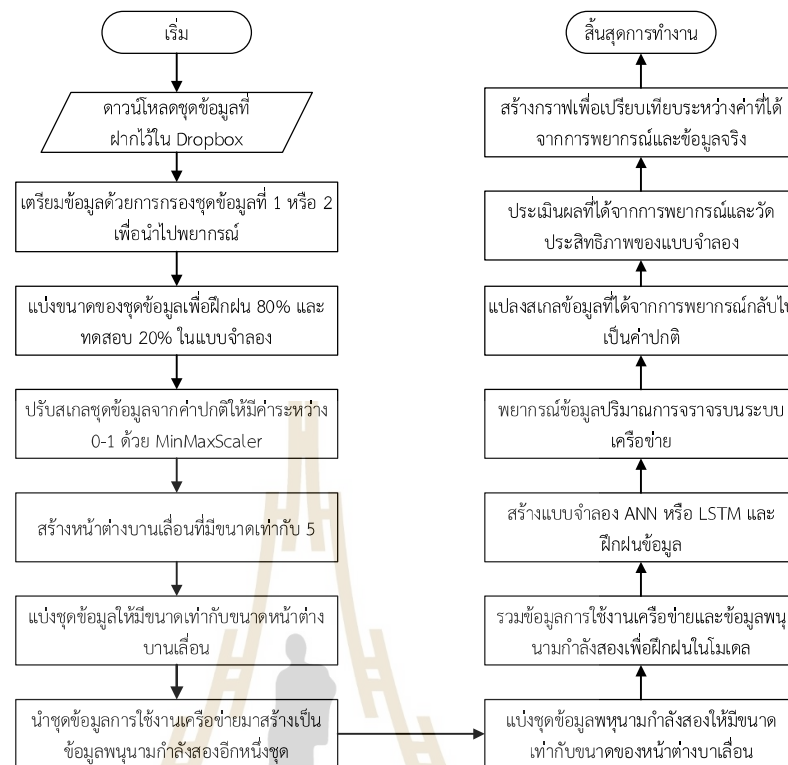 เริ่ม
ดาวน์โหลดชุดข้อมูลที่
ฝากไว้ใน Dropbox
เตรียมข้อมูลด้วยการกรองชุดข้อมูลที่ 1 หรือ 2
เพื่อนำไปพยากรณ์
แบ่งขนาดของชุดข้อมูลเพื่อฝึกฝน 80% และ
ทดสอบ 20% ในแบบจำลอง
ปรับสเกลชุดข้อมูลจากค่าปกติให้มีค่าระหว่าง
0-1 ด้วย MinMaxScaler
สร้างหน้าต่างบานเลื่อนที่มีขนาดเท่ากับ 5
แบ่งชุดข้อมูลให้มีขนาดเท่ากับขนาดหน้าต่าง
บานเลื่อน
นำชุดข้อมูลการใช้งานเครือข่ายมาสร้างเป็น
ข้อมูลพนุนามกำลังสองอีกหนึ่งชุด
แบ่งชุดข้อมูลพหุนามกำลังสองให้มีขนาด
เท่ากับขนาดของหน้าต่างบาเลื่อน
รวมข้อมูลการใช้งานเครือข่ายและข้อมูลพนุ
นามกำลังสองเพื่อฝึกฝนในโมเดล
สร้างแบบจำลอง ANN หรือ LSTM และ
ฝึกฝนข้อมูล
พยากรณ์ข้อมูลปริมาณการจราจรบนระบบ
เครือข่าย
แปลงสเกลข้อมูลที่ได้จากการพยากรณ์กลับไป
เป็นค่าปกติ
ประเมินผลที่ได้จากการพยากรณ์และวัด
ประสิทธิภาพของแบบจำลอง
สร้างกราฟเพื่อเปรียบเทียบระหว่างค่าที่ได้
จากการพยากรณ์และข้อมูลจริง
สิ้นสุดการทำงาน